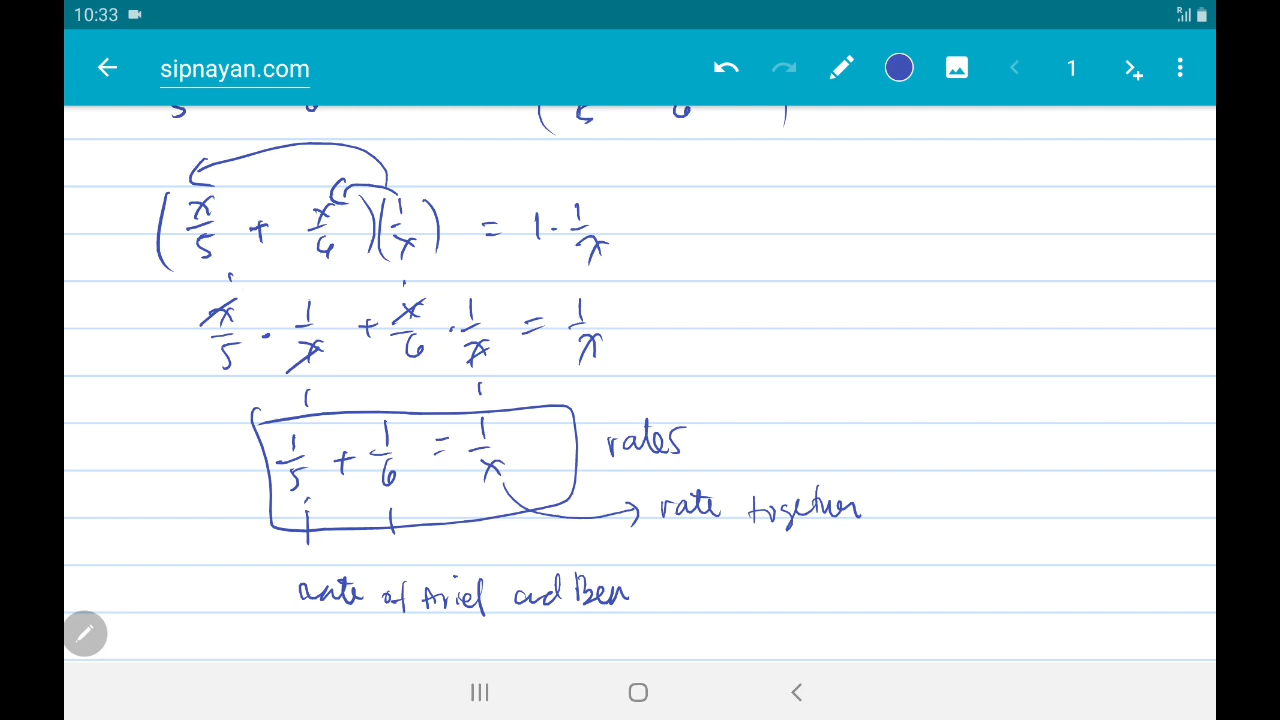 10:33
sipnayan.com
1
(x/5 + x/6)(1/x) = 1 · 1/x
x/5 · 1/x + x/6 · 1/x = 1/x
1/5 + 1/6 = 1/x rates
rate together
rate of Ariel and Ben